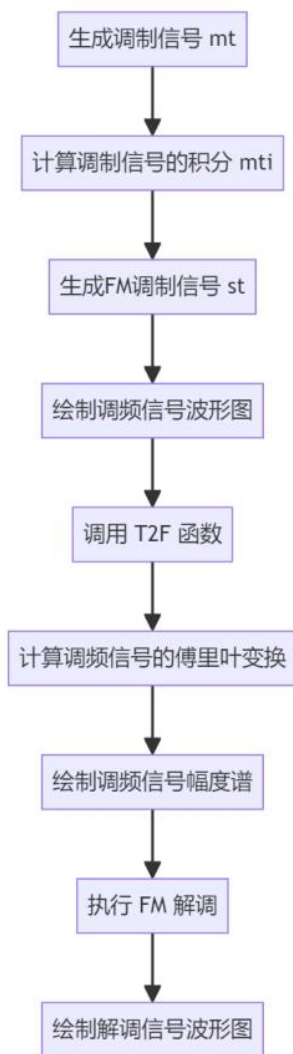 生成调制信号 mt
计算调制信号的积分 mti
生成FM调制信号 st
绘制调频信号波形图
调用 T2F 函数
计算调频信号的傅里叶变换
绘制调频信号幅度谱
执行 FM 解调
绘制解调信号波形图